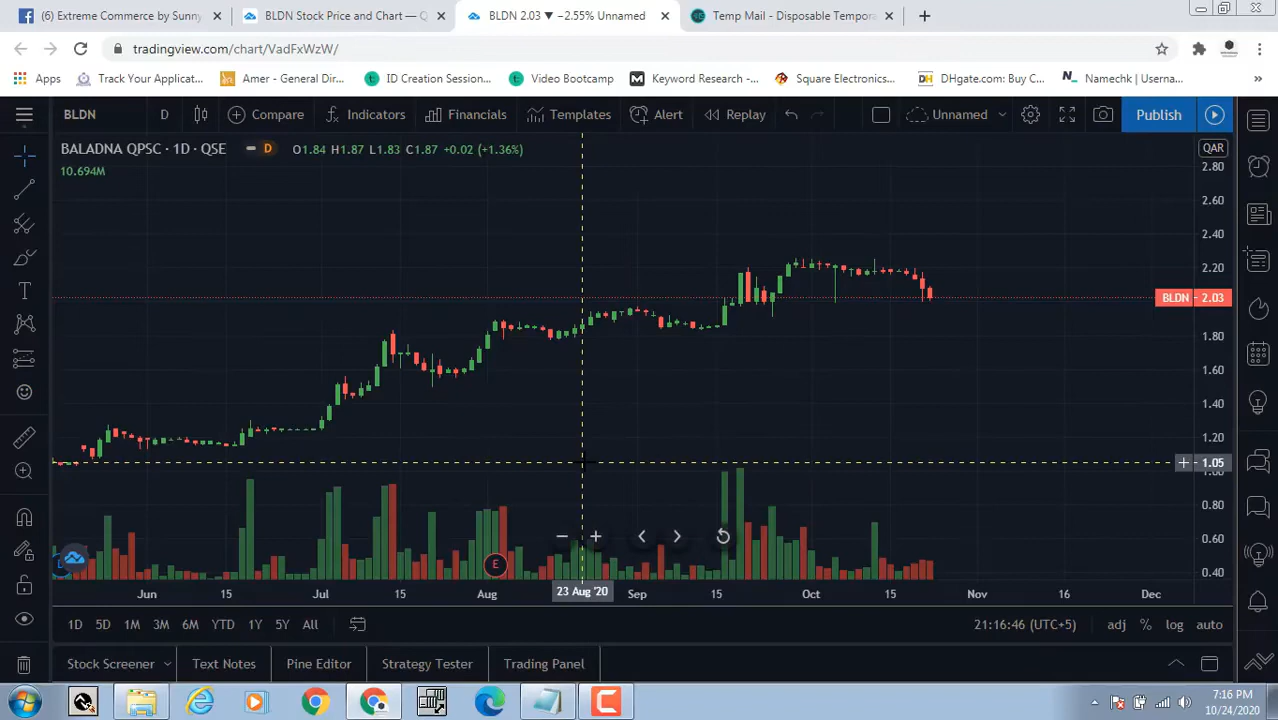 Extreme Commerce by Sunny
BLDN Stock Price and Chart —
BLDN 2.03 ▼ −2.55% Unnamed
Temp Mail - Disposable Tempora
tradingview.com/chart/VadFxWzW/
Apps
Track Your Applicat...
Amer - General Dir...
ID Creation Session...
Video Bootcamp
Keyword Research -...
Square Electronics...
DHgate.com: Buy C...
Namechk | Userna...
»
BLDN
D
Compare
Indicators
Financials
Templates
Alert
Replay
Unnamed
Publish
BALADNA QPSC · 1D · QSE
D
O1.84 H1.87 L1.83 C1.87 +0.02 (+1.36%)
QAR
10.694M
2.80
2.60
2.40
2.20
BLDN 2.03
1.80
1.60
1.40
1.20
1.05
1.00
0.80
0.60
0.40
E
Jun
15
Jul
15
Aug
23 Aug '20
Sep
15
Oct
15
Nov
16
Dec
1D 5D 1M 3M 6M YTD 1Y 5Y All
21:16:46 (UTC+5)
adj % log auto
Stock Screener
Text Notes
Pine Editor
Strategy Tester
Trading Panel
7:16 PM
10/24/2020